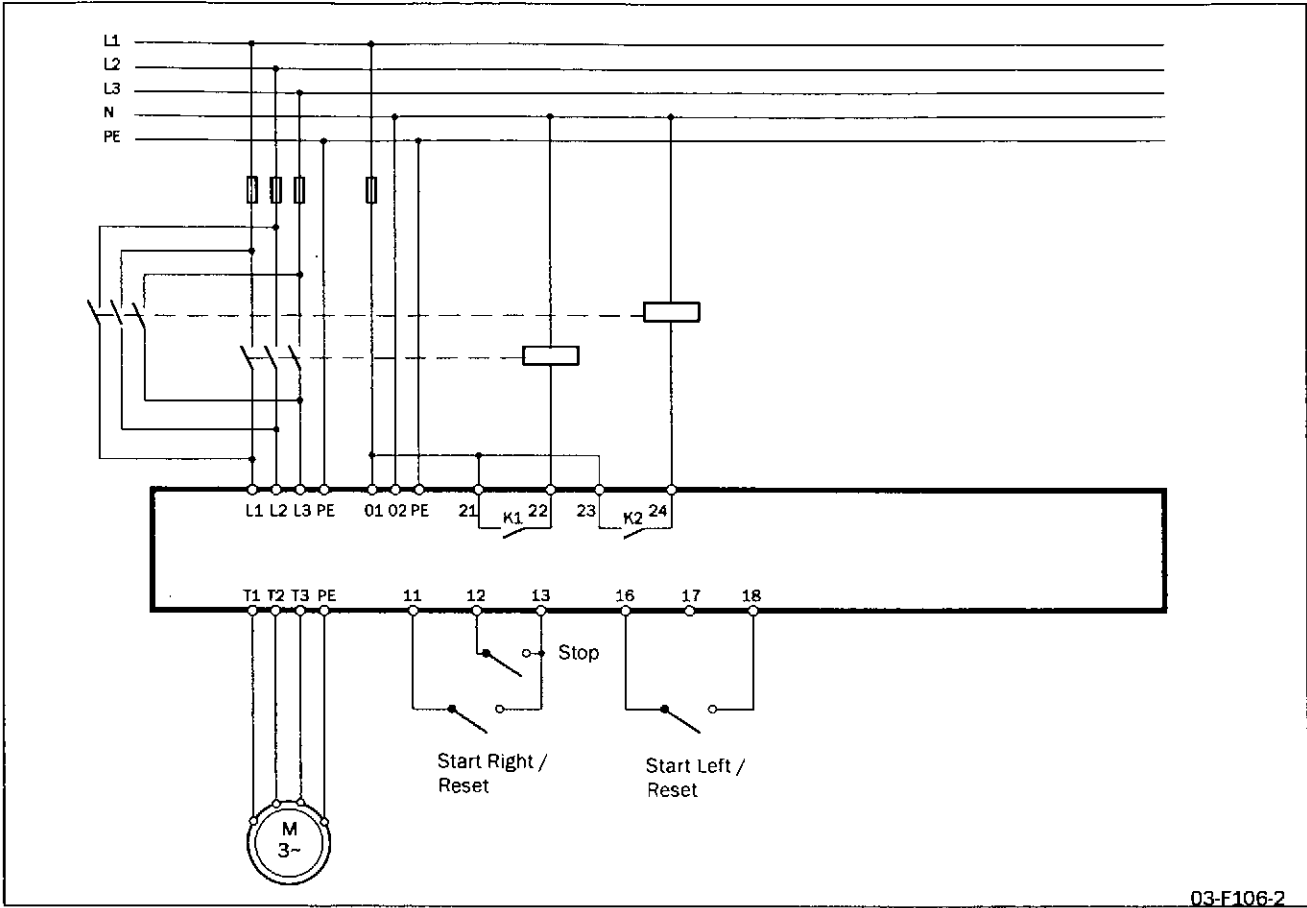 L1
L2
L3
N
PE
L1 L2 L3 PE 01 02 PE 21 K1 22 23 K2 24
T1 T2 T3 PE 11 12 13 16 17 18
Stop
Start Right /
Reset
Start Left /
Reset
M
3~
03-F106-2